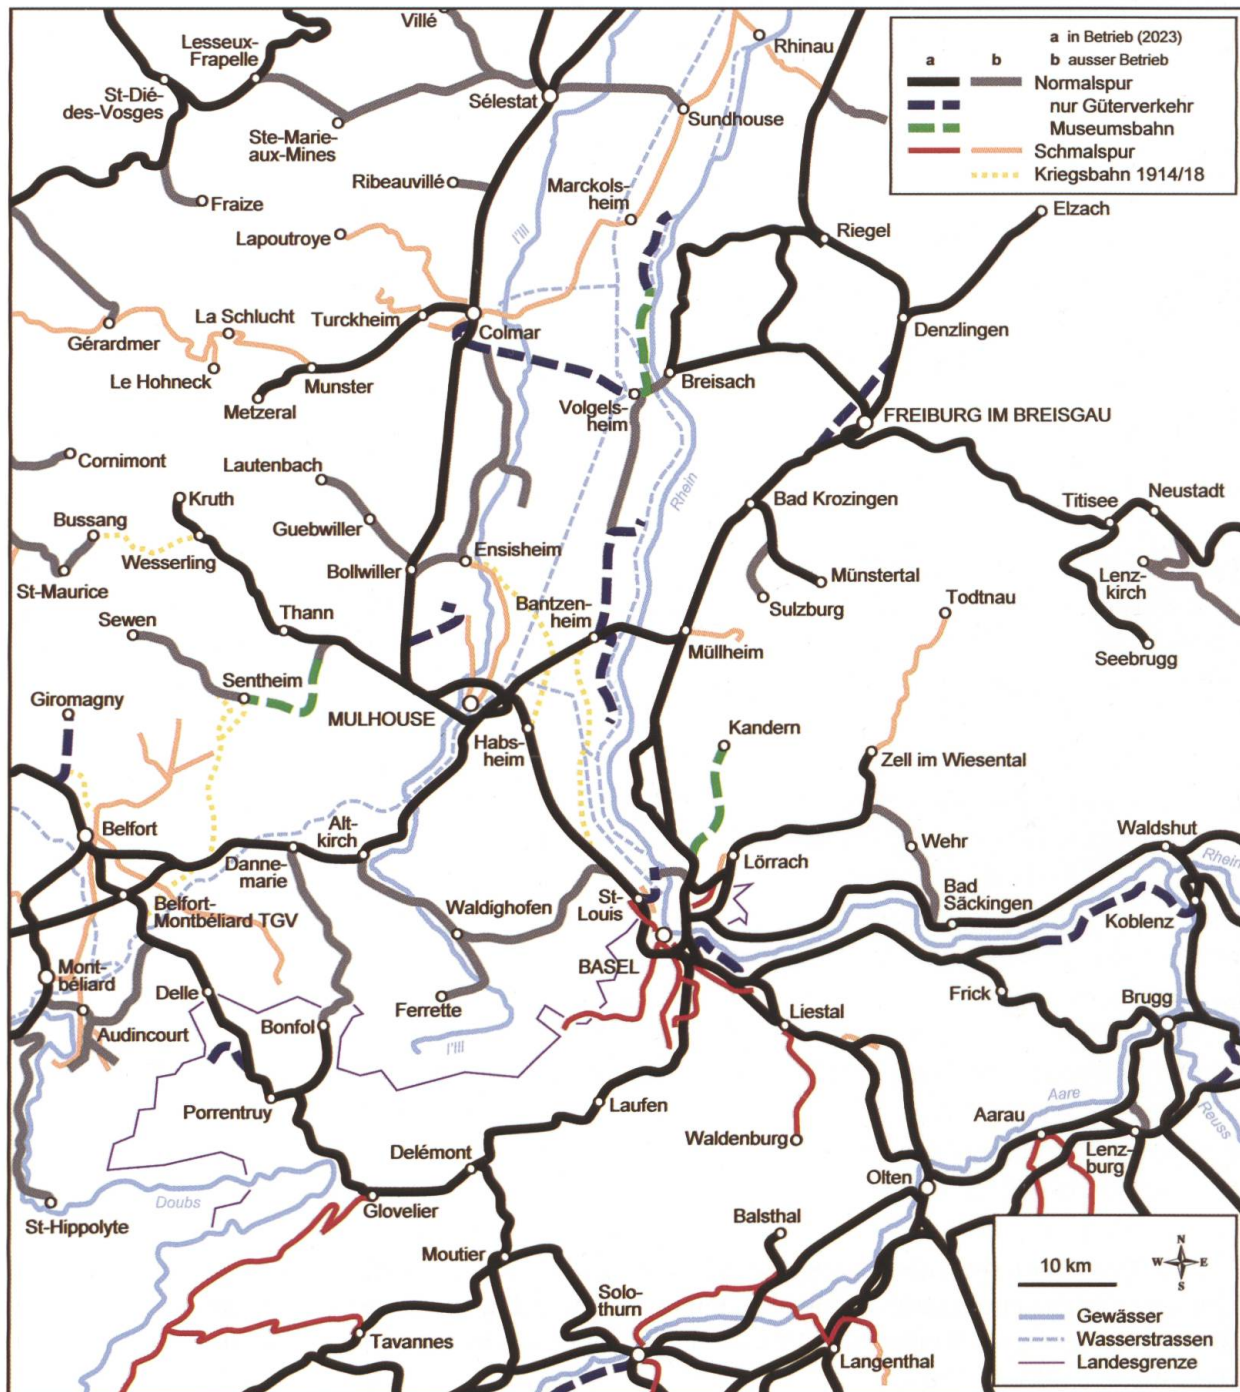 Villé
Lesseux-
Frapelle
Rhinau
a in Betrieb (2023)
b ausser Betrieb
a
b
Normalspur
nur Güterverkehr
Museumsbahn
Schmalspur
Kriegsbahn 1914/18
St-Dié-
des-Vosges
Sélestat
Sundhouse
Ste-Marie-
aux-Mines
Ribeauvillé
Marckols-
heim
Fraize
Elzach
Lapoutroye
l'Ill
Riegel
La Schlucht
Turckheim
Colmar
Denzlingen
Gérardmer
Le Hohneck
Munster
Breisach
Metzeral
Volgels-
heim
FREIBURG IM BREISGAU
Cornimont
Lautenbach
Rhein
Kruth
Bad Krozingen
Titisee
Neustadt
Bussang
Guebwiller
Wesserling
Ensisheim
St-Maurice
Bollwiller
Münstertal
Lenz-
kirch
Sulzburg
Sewen
Thann
Bantzen-
heim
Todtnau
Müllheim
Seebrugg
Sentheim
Giromagny
MULHOUSE
Habs-
heim
Kandern
Zell im Wiesental
Belfort
Alt-
kirch
Wehr
Waldshut
Danne-
marie
Lörrach
Rhein
Belfort-
Montbéliard TGV
Waldighofen
St-
Louis
Bad
Säckingen
Koblenz
Mont-
béliard
BASEL
Delle
Ferrette
Frick
Brugg
Audincourt
Bonfol
Liestal
l'Ill
Porrentruy
Laufen
Aare
Aarau
Reuss
Waldenburg
Delémont
Lenz-
burg
Olten
Doubs
St-Hippolyte
Glovelier
Balsthal
Moutier
Solo-
thurn
Tavannes
Langenthal
N
W
E
S
10 km
Gewässer
Wasserstrassen
Landesgrenze